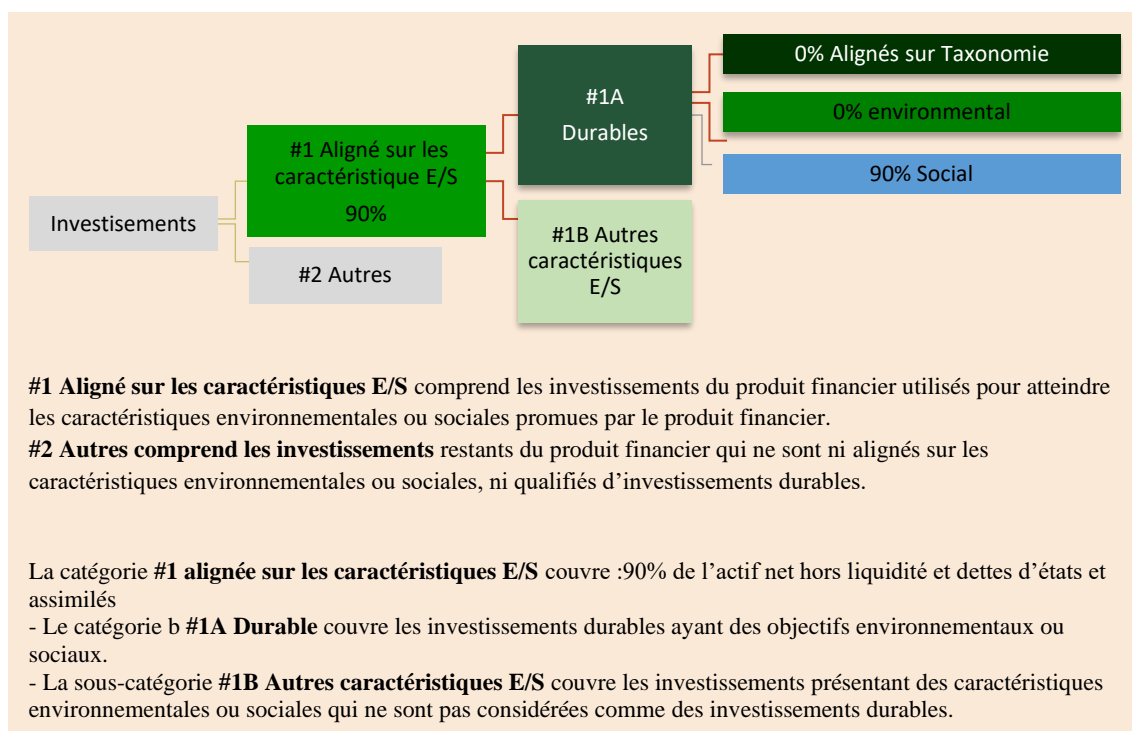 0% Alignés sur Taxonomie
#1A
Durables
0% environmental
#1 Aligné sur les
caractéristique E/S
90%
90% Social
Investisements
#1B Autres
caractéristiques
E/S
#2 Autres
#1 Aligné sur les caractéristiques E/S comprend les investissements du produit financier utilisés pour atteindre
les caractéristiques environnementales ou sociales promues par le produit financier.
#2 Autres comprend les investissements restants du produit financier qui ne sont ni alignés sur les
caractéristiques environnementales ou sociales, ni qualifiés d’investissements durables.
La catégorie #1 alignée sur les caractéristiques E/S couvre :90% de l’actif net hors liquidité et dettes d’états et
assimilés
- Le catégorie b #1A Durable couvre les investissements durables ayant des objectifs environnementaux ou
sociaux.
- La sous-catégorie #1B Autres caractéristiques E/S couvre les investissements présentant des caractéristiques
environnementales ou sociales qui ne sont pas considérées comme des investissements durables.